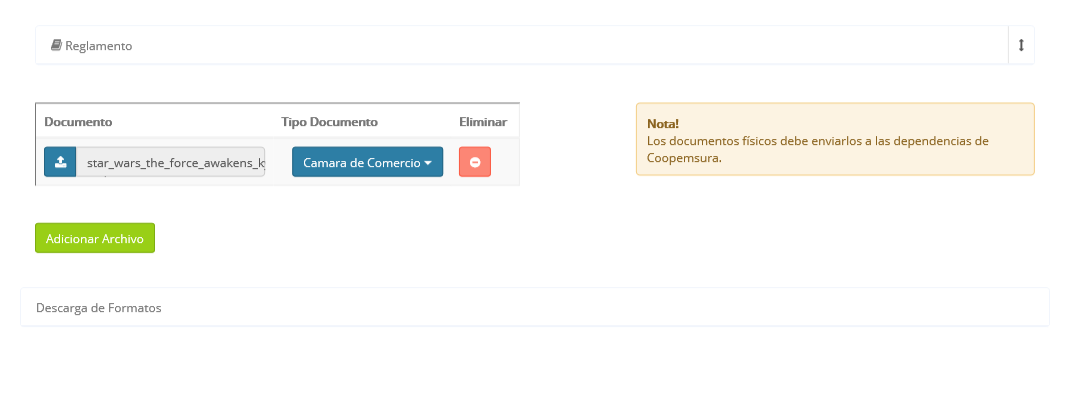 Reglamento
Documento Tipo Documento Eliminar
star_wars_the_force_awakens_k Camara de Comercio
Nota!
Los documentos físicos debe enviarlos a las dependencias de
Coopemsura.
Adicionar Archivo
Descarga de Formatos